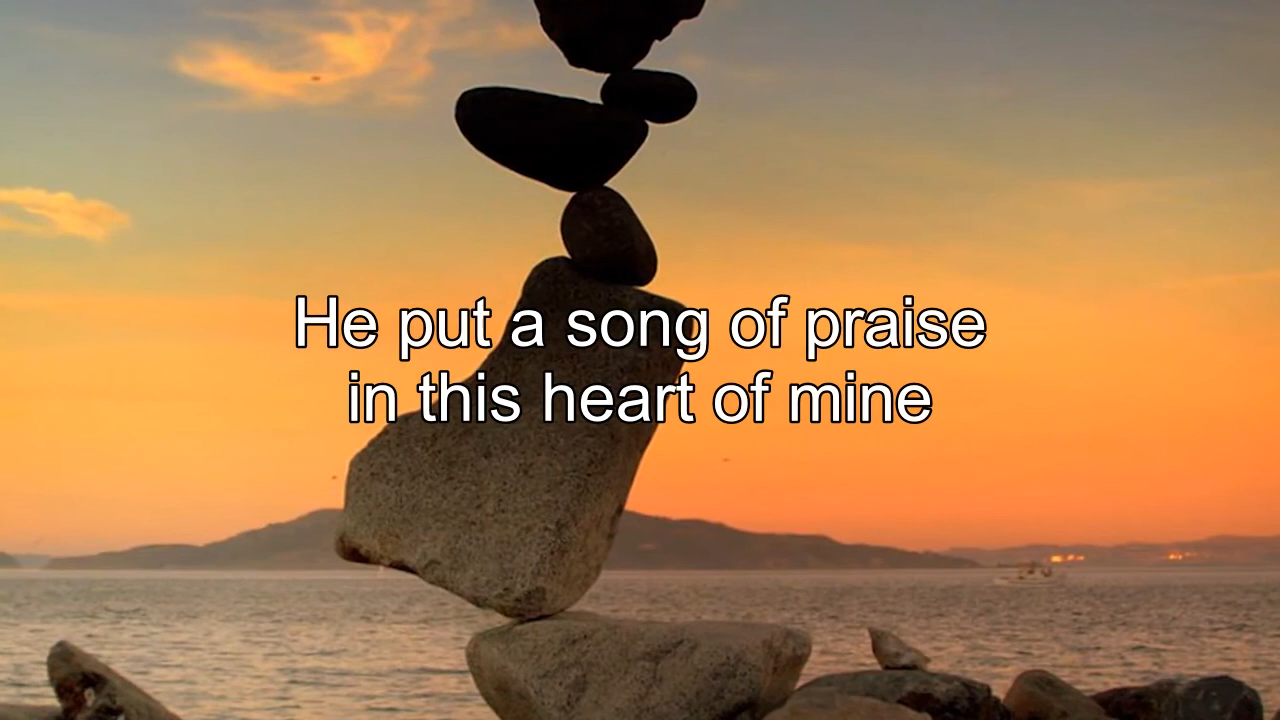 He put a song of praise
in this heart of mine